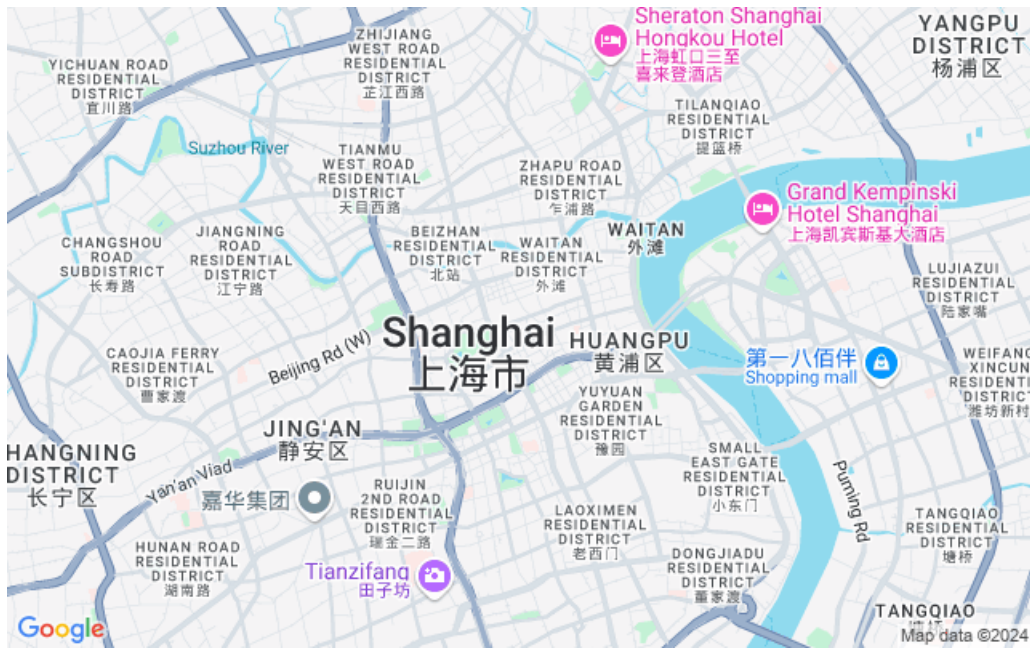 Sheraton Shanghai
Hongkou Hotel
上海虹口三至
喜来登酒店
YANGPU
DISTRICT
杨浦区
ZHIJIANG
WEST ROAD
RESIDENTIAL
DISTRICT
芷江西路
YICHUAN ROAD
RESIDENTIAL
DISTRICT
宜川路
TILANQIAO
RESIDENTIAL
DISTRICT
提篮桥
Suzhou River
TIANMU
WEST ROAD
RESIDENTIAL
DISTRICT
天目西路
ZHAPU ROAD
RESIDENTIAL
DISTRICT
乍浦路
Grand Kempinski
Hotel Shanghai
上海凯宾斯基大酒店
CHANGSHOU
ROAD
SUBDISTRICT
长寿路
JIANGNING
ROAD
RESIDENTIAL
DISTRICT
江宁路
BEIZHAN
RESIDENTIAL
DISTRICT
北站
WAITAN
RESIDENTIAL
DISTRICT
外滩
WAITAN
外滩
LUJIAZUI
RESIDENTIAL
DISTRICT
陆家嘴
Shanghai
上海市
HUANGPU
黄浦区
Beijing Rd (W)
CAOJIA FERRY
RESIDENTIAL
DISTRICT
曹家渡
第一八佰伴
Shopping mall
WEIFANG
XINCUN
RESIDENTI
DISTRICT
潍坊新村
YUYUAN
GARDEN
RESIDENTIAL
DISTRICT
豫园
JING'AN
静安区
HANGNING
DISTRICT
长宁区
Yan'an Viad
嘉华集团
RUIJIN
2ND ROAD
RESIDENTIAL
DISTRICT
瑞金二路
SMALL
EAST GATE
RESIDENTIAL
DISTRICT
小东门
Puming Rd
LAOXIMEN
RESIDENTIAL
DISTRICT
老西门
TANGQIAO
RESIDENTIAL
DISTRICT
塘桥
HUNAN ROAD
RESIDENTIAL
DISTRICT
湖南路
Tianzifang
田子坊
DONGJIADU
RESIDENTIAL
DISTRICT
董家渡
TANGQIAO
Google
Map data ©2024